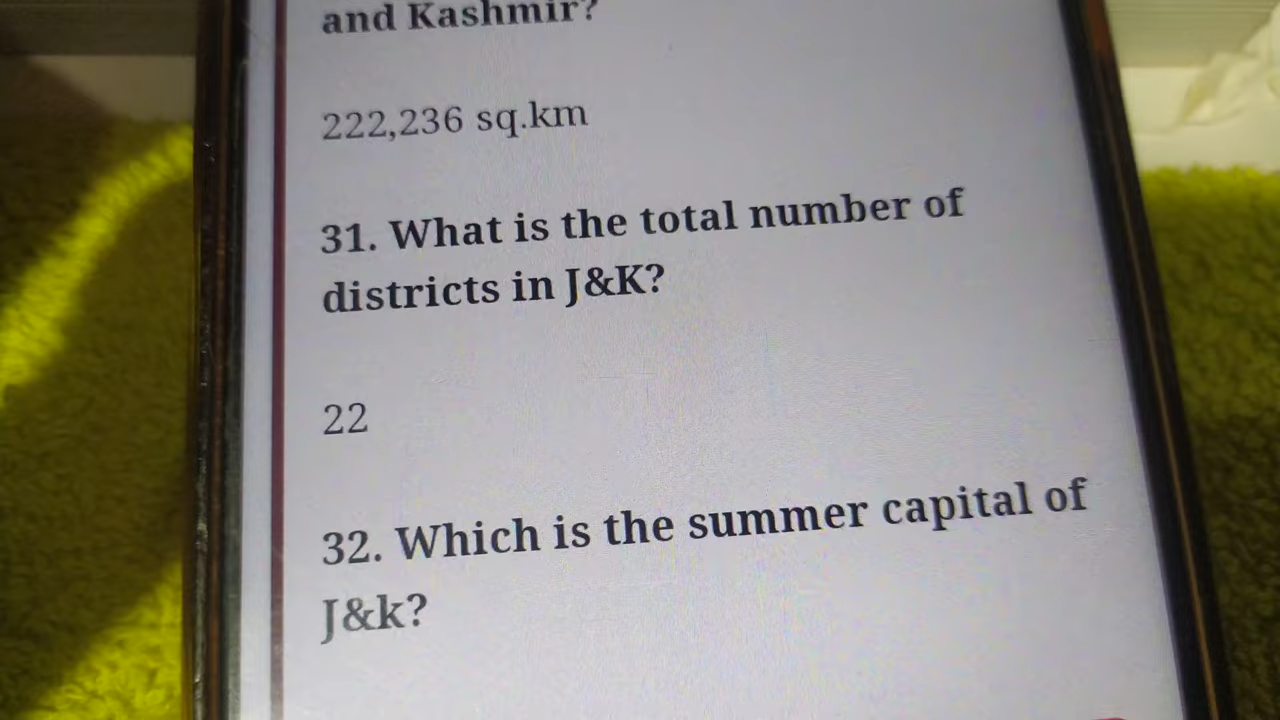 and Kashmir?
222,236 sq.km
31. What is the total number of
districts in J&K?
22
32. Which is the summer capital of
J&k?